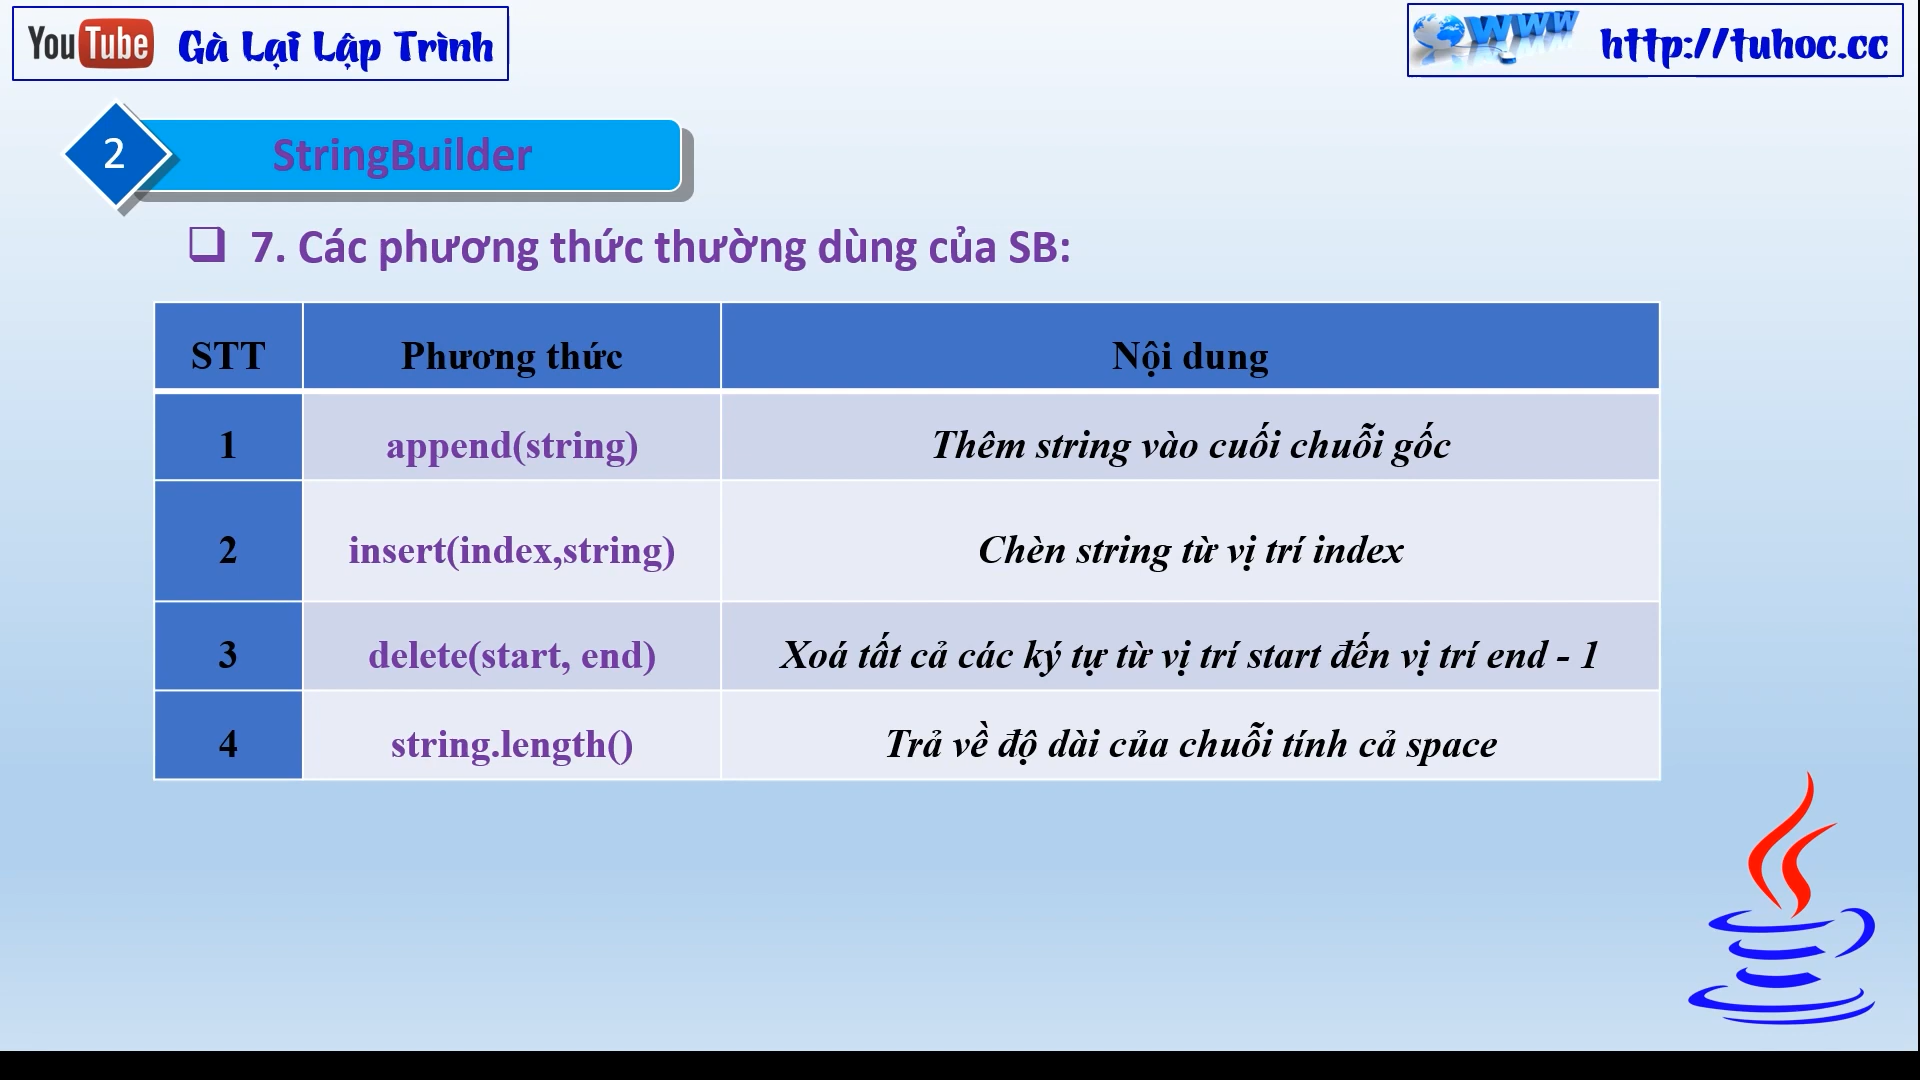 YouTube Gà Lại Lập Trình
WWW http://tuhoc.cc
2 StringBuilder
7. Các phương thức thường dùng của SB:
STT Phương thức Nội dung
1 append(string) Thêm string vào cuối chuỗi gốc
2 insert(index,string) Chèn string từ vị trí index
3 delete(start, end) Xoá tất cả các ký tự từ vị trí start đến vị trí end - 1
4 string.length() Trả về độ dài của chuỗi tính cả space